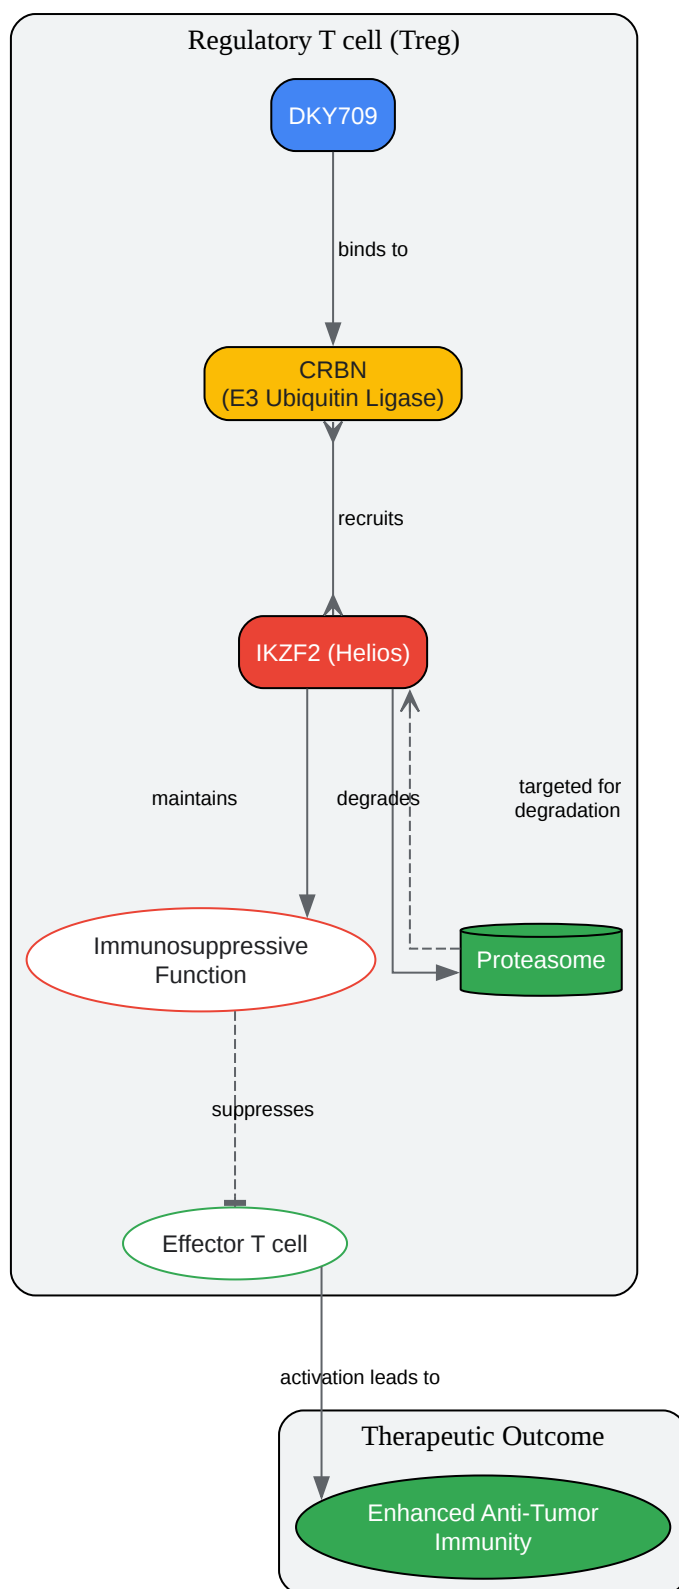 Regulatory T cell (Treg)
DKY709
binds to
CRBN
(E3 Ubiquitin Ligase)
recruits
IKZF2 (Helios)
maintains
degrades
targeted for
degradation
Immunosuppressive
Function
Proteasome
suppresses
Effector T cell
activation leads to
Therapeutic Outcome
Enhanced Anti-Tumor
Immunity